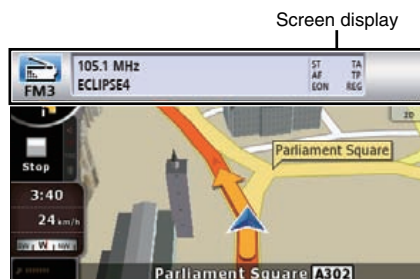 Screen display
FM3
105.1 MHz
ECLIPSE4
ST TA
AF TP
EON REG
2D
Parliament Square
Stop
3:40
24 km/h
W
Parliament Square A302